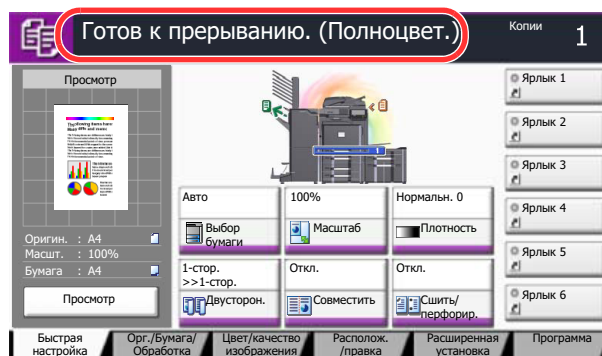 Готов к прерыванию. (Полноцвет.)
Копии
1
Просмотр
Оригин. : A4
Масшт. : 100%
Бумага : A4
Просмотр
Авто
Выбор
бумаги
100%
Масштаб
Нормальн. 0
Плотность
1-стор.
>>1-стор.
Двусторон.
Откл.
Совместить
Откл.
Сшить/
перфорир.
Ярлык 1
Ярлык 2
Ярлык 3
Ярлык 4
Ярлык 5
Ярлык 6
Быстрая
настройка
Орг./Бумага/
Обработка
Цвет/качество
изображения
Располож.
/правка
Расширенная
установка
Программа